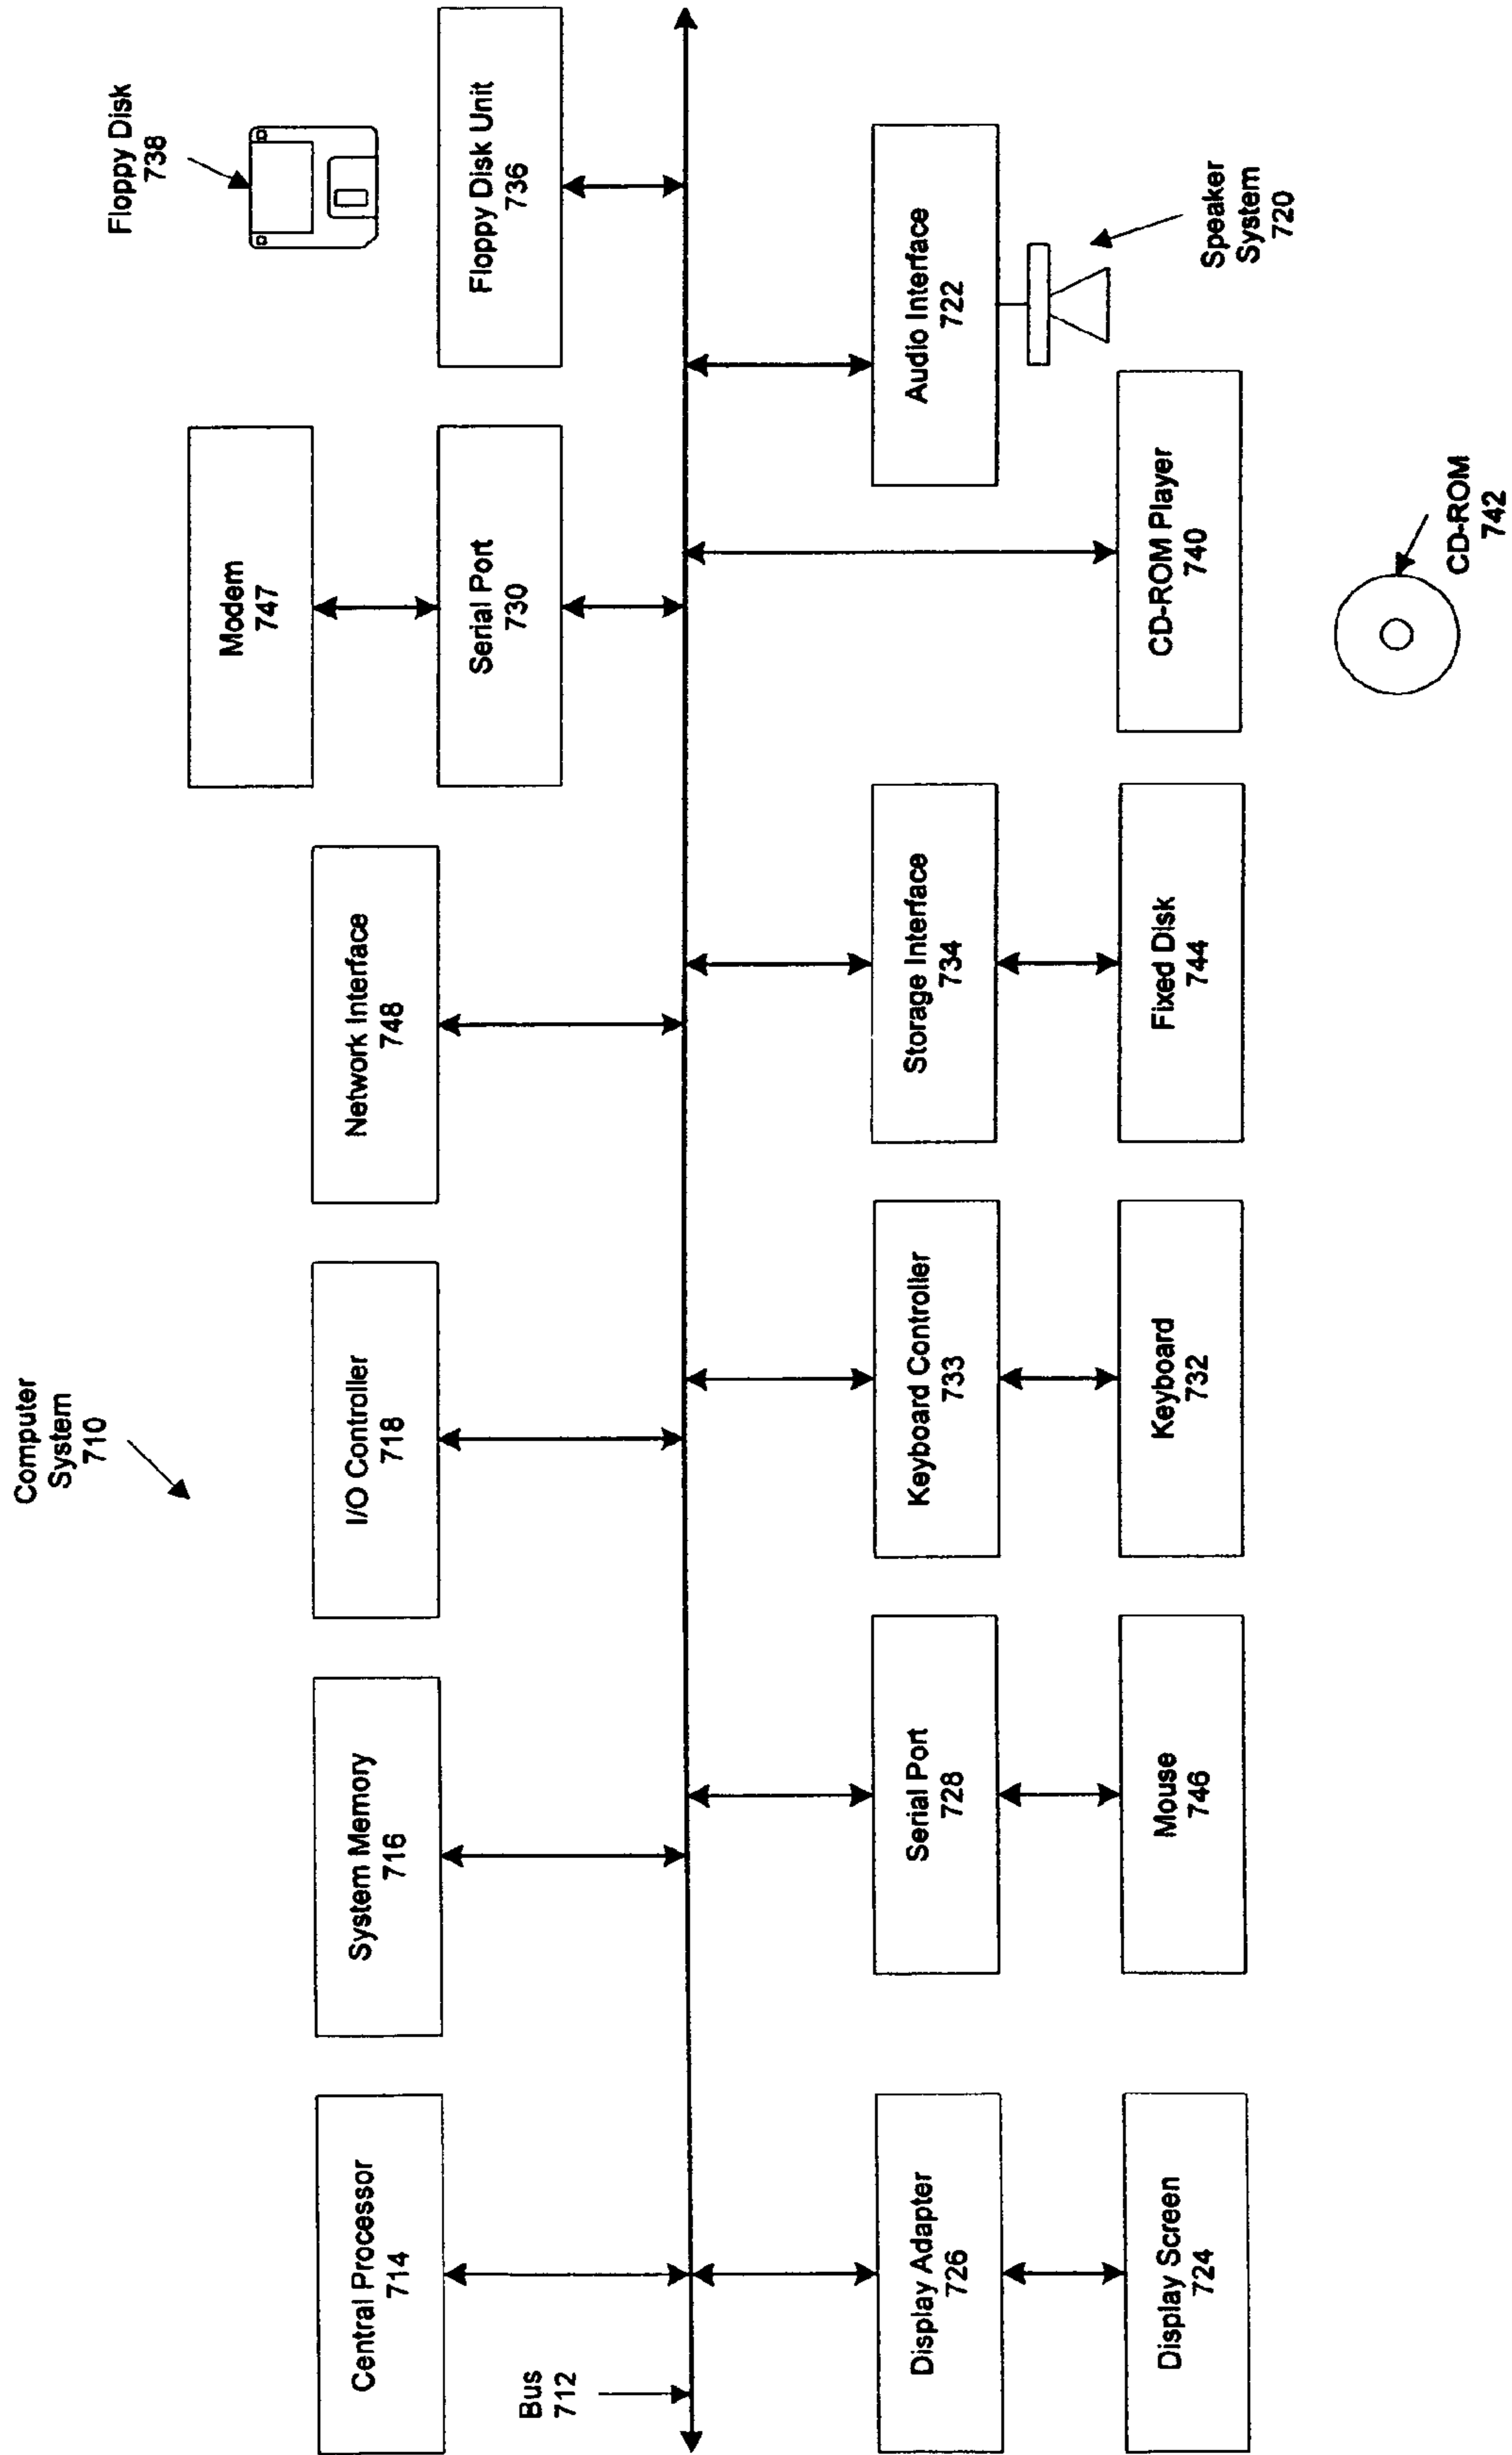 Computer
System
710
Floppy Disk
738
Modem
747
Central Processor
714
System Memory
716
I/O Controller
718
Network Interface
748
Serial Port
730
Floppy Disk Unit
736
Bus
712
Display Adapter
726
Serial Port
728
Keyboard Controller
733
Storage Interface
734
Audio Interface
722
Display Screen
724
Mouse
746
Keyboard
732
Fixed Disk
744
CD-ROM Player
740
Speaker
System
720
CD-ROM
742